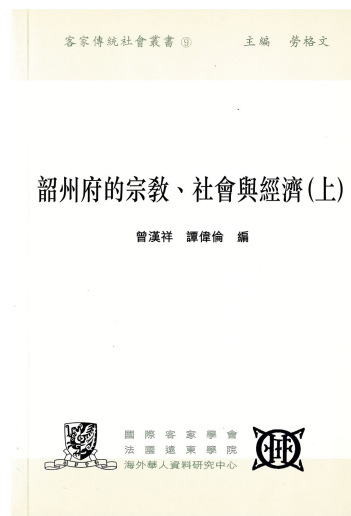 客家傳統社會叢書⑨ 主編 勞格文
韶州府的宗教、社會與經濟(上)
曾漢祥 譚偉倫 編
國際客家學會
法國遠東學院
海外華人資料研究中心